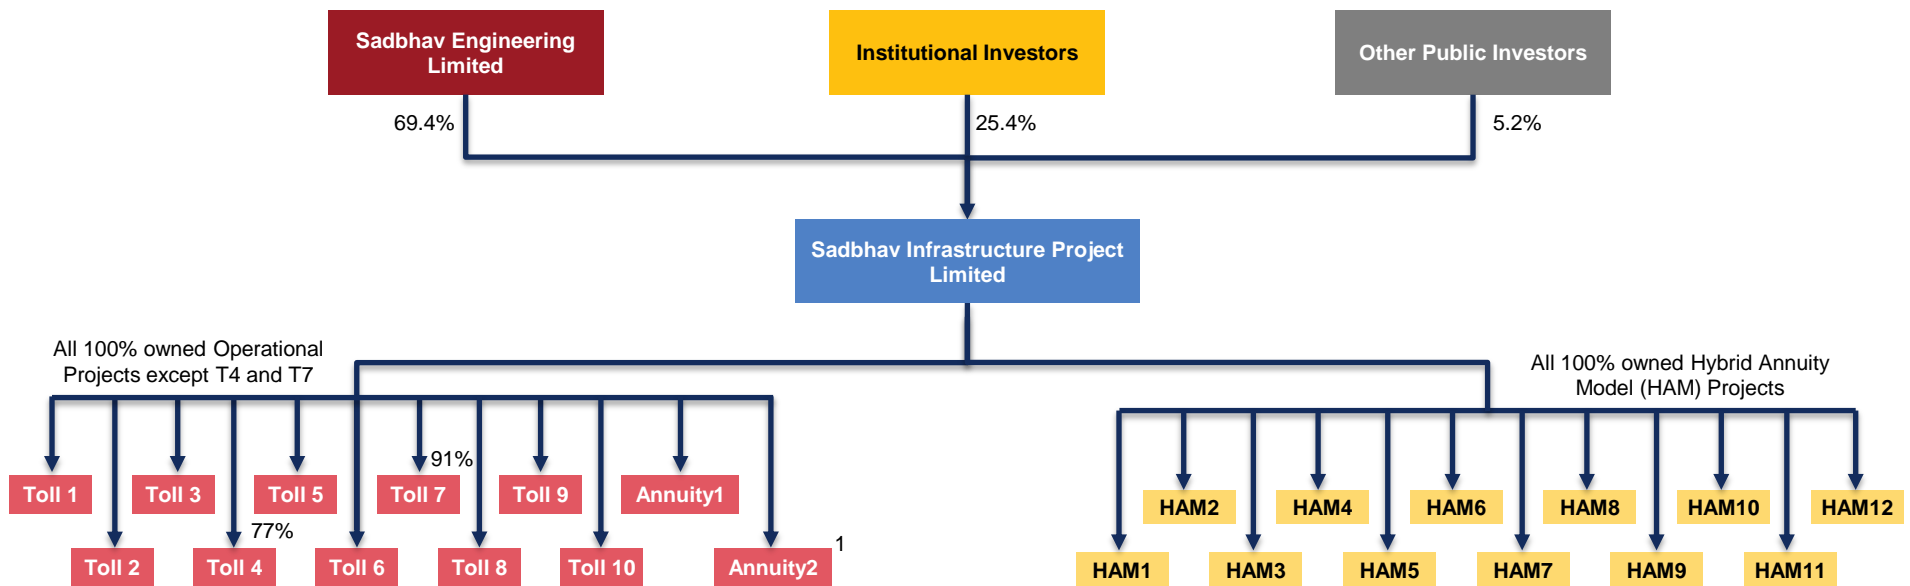 Sadbhav Engineering
Limited
Institutional Investors
Other Public Investors
69.4%
25.4%
5.2%
Sadbhav Infrastructure Project
Limited
All 100% owned Operational
Projects except T4 and T7
All 100% owned Hybrid Annuity
Model (HAM) Projects
91%
Toll 1
Toll 3
Toll 5
Toll 7
Toll 9
Annuity1
77%
1
Toll 2
Toll 4
Toll 6
Toll 8
Toll 10
Annuity2
HAM2
HAM4
HAM6
HAM8
HAM10
HAM12
HAM1
HAM3
HAM5
HAM7
HAM9
HAM11